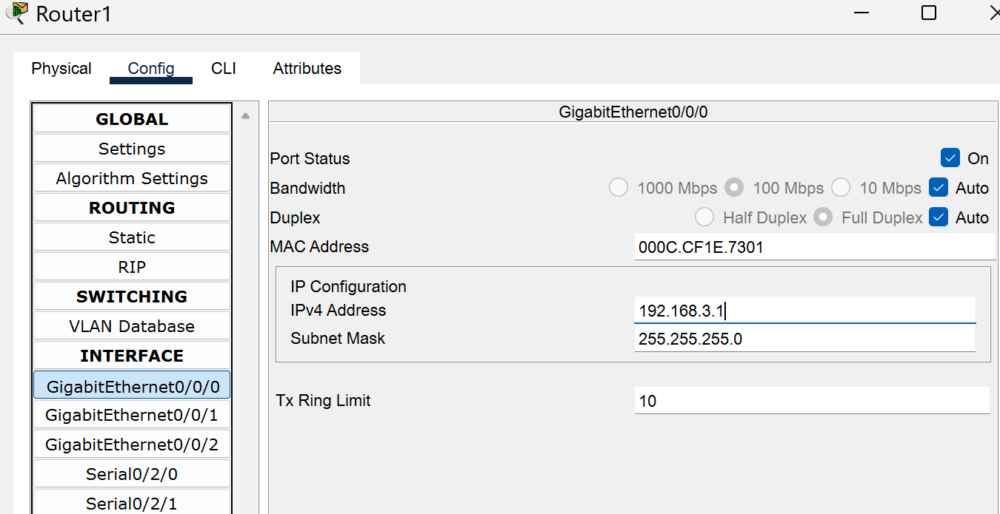 Router1
Physical Config CLI Attributes
GLOBAL
Settings
Algorithm Settings
ROUTING
Static
RIP
SWITCHING
VLAN Database
INTERFACE
GigabitEthernet0/0/0
GigabitEthernet0/0/1
GigabitEthernet0/0/2
Serial0/2/0
Serial0/2/1
GigabitEthernet0/0/0
Port Status On
Bandwidth 1000 Mbps 100 Mbps 10 Mbps Auto
Duplex Half Duplex Full Duplex Auto
MAC Address 000C.CF1E.7301
IP Configuration
IPv4 Address 192.168.3.1
Subnet Mask 255.255.255.0
Tx Ring Limit 10